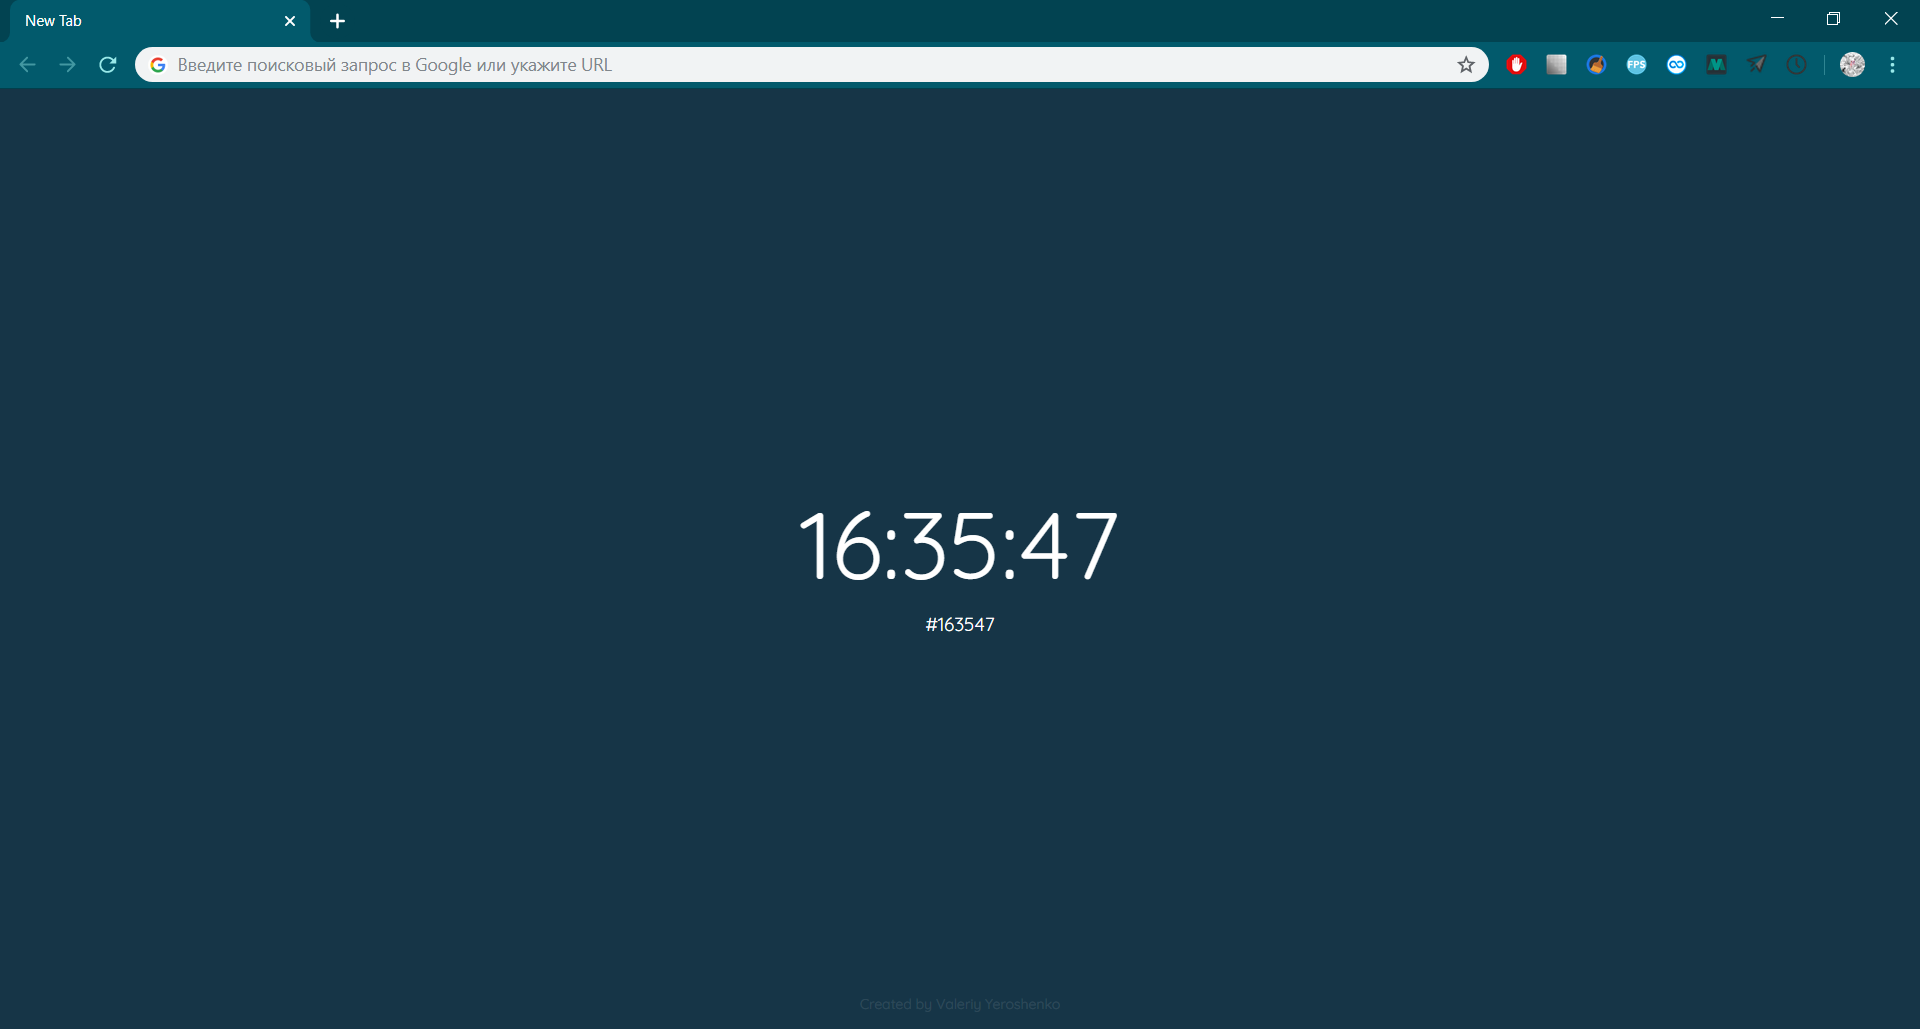 New Tab
Введите поисковый запрос в Google или укажите URL
FPS
16:35:47
#163547
Created by Valeriy Yeroshenko